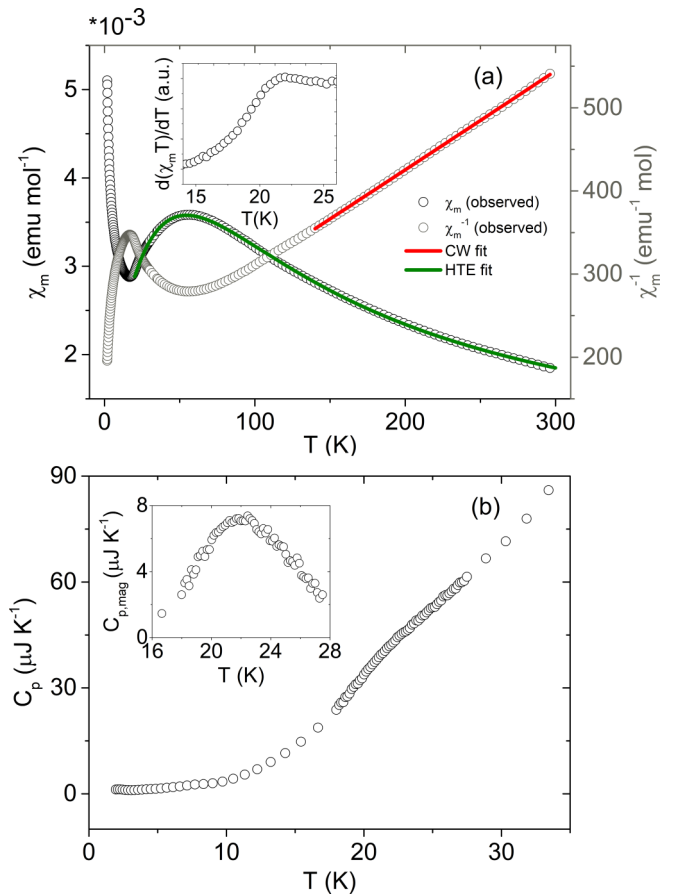 *10⁻³
(a)
5
4
3
2
χₘ (emu mol⁻¹)
0
100
200
300
T (K)
500
400
300
200
χₘ⁻¹ (emu⁻¹ mol)
d(χₘT)/dT (a.u.)
15
20
25
T(K)
χₘ (observed)
χₘ⁻¹ (observed)
CW fit
HTE fit
(b)
90
60
30
0
Cₚ (μJ K⁻¹)
0
10
20
30
T (K)
8
4
0
Cₚ,ₘₐg (μJ K⁻¹)
16
20
24
28
T (K)